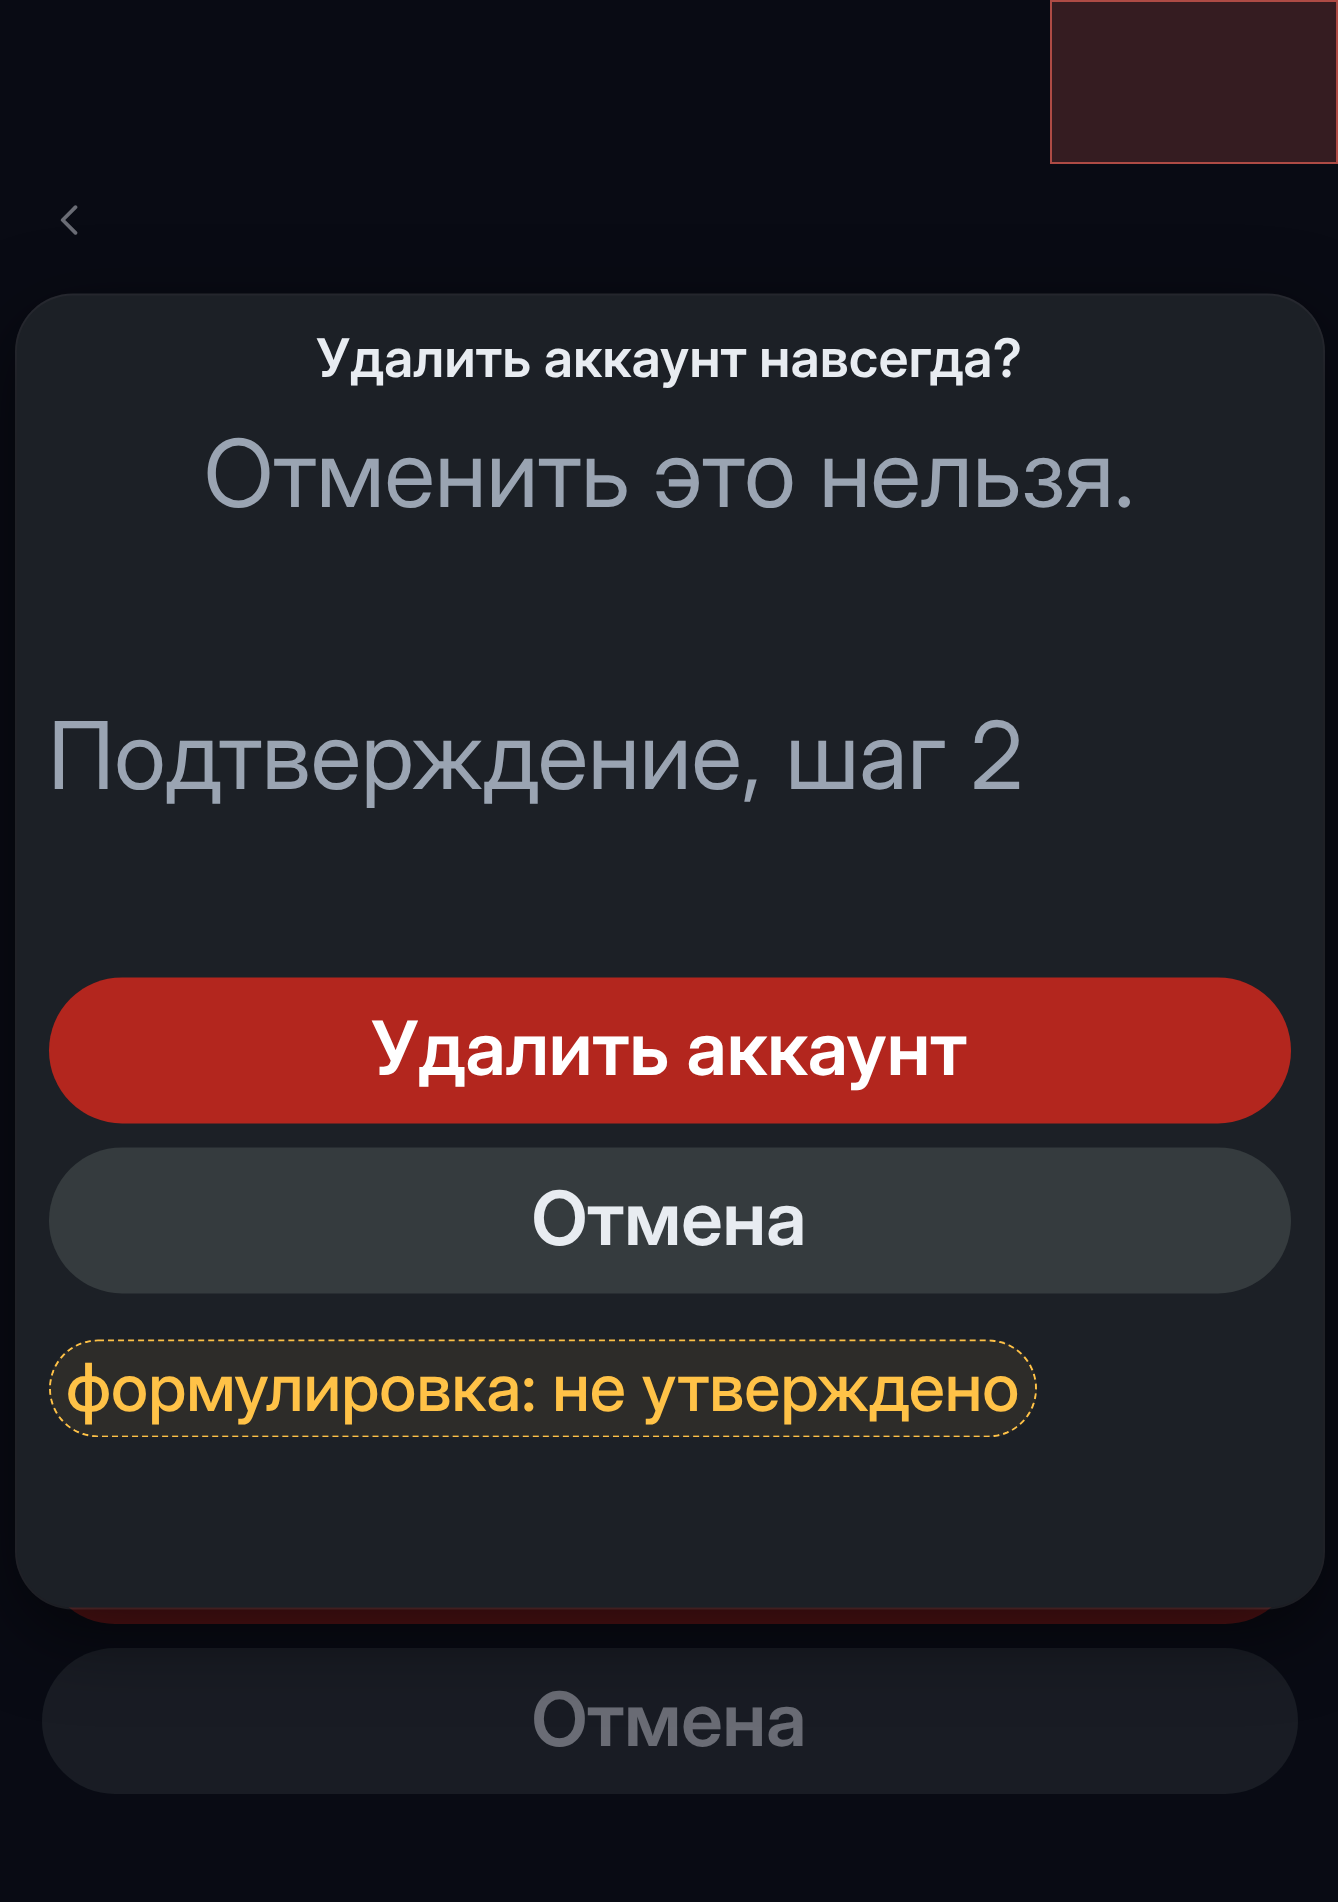 Удалить аккаунт навсегда?
Отменить это нельзя.
Подтверждение, шаг 2
Удалить аккаунт
Отмена
формулировка: не утверждено
Отмена